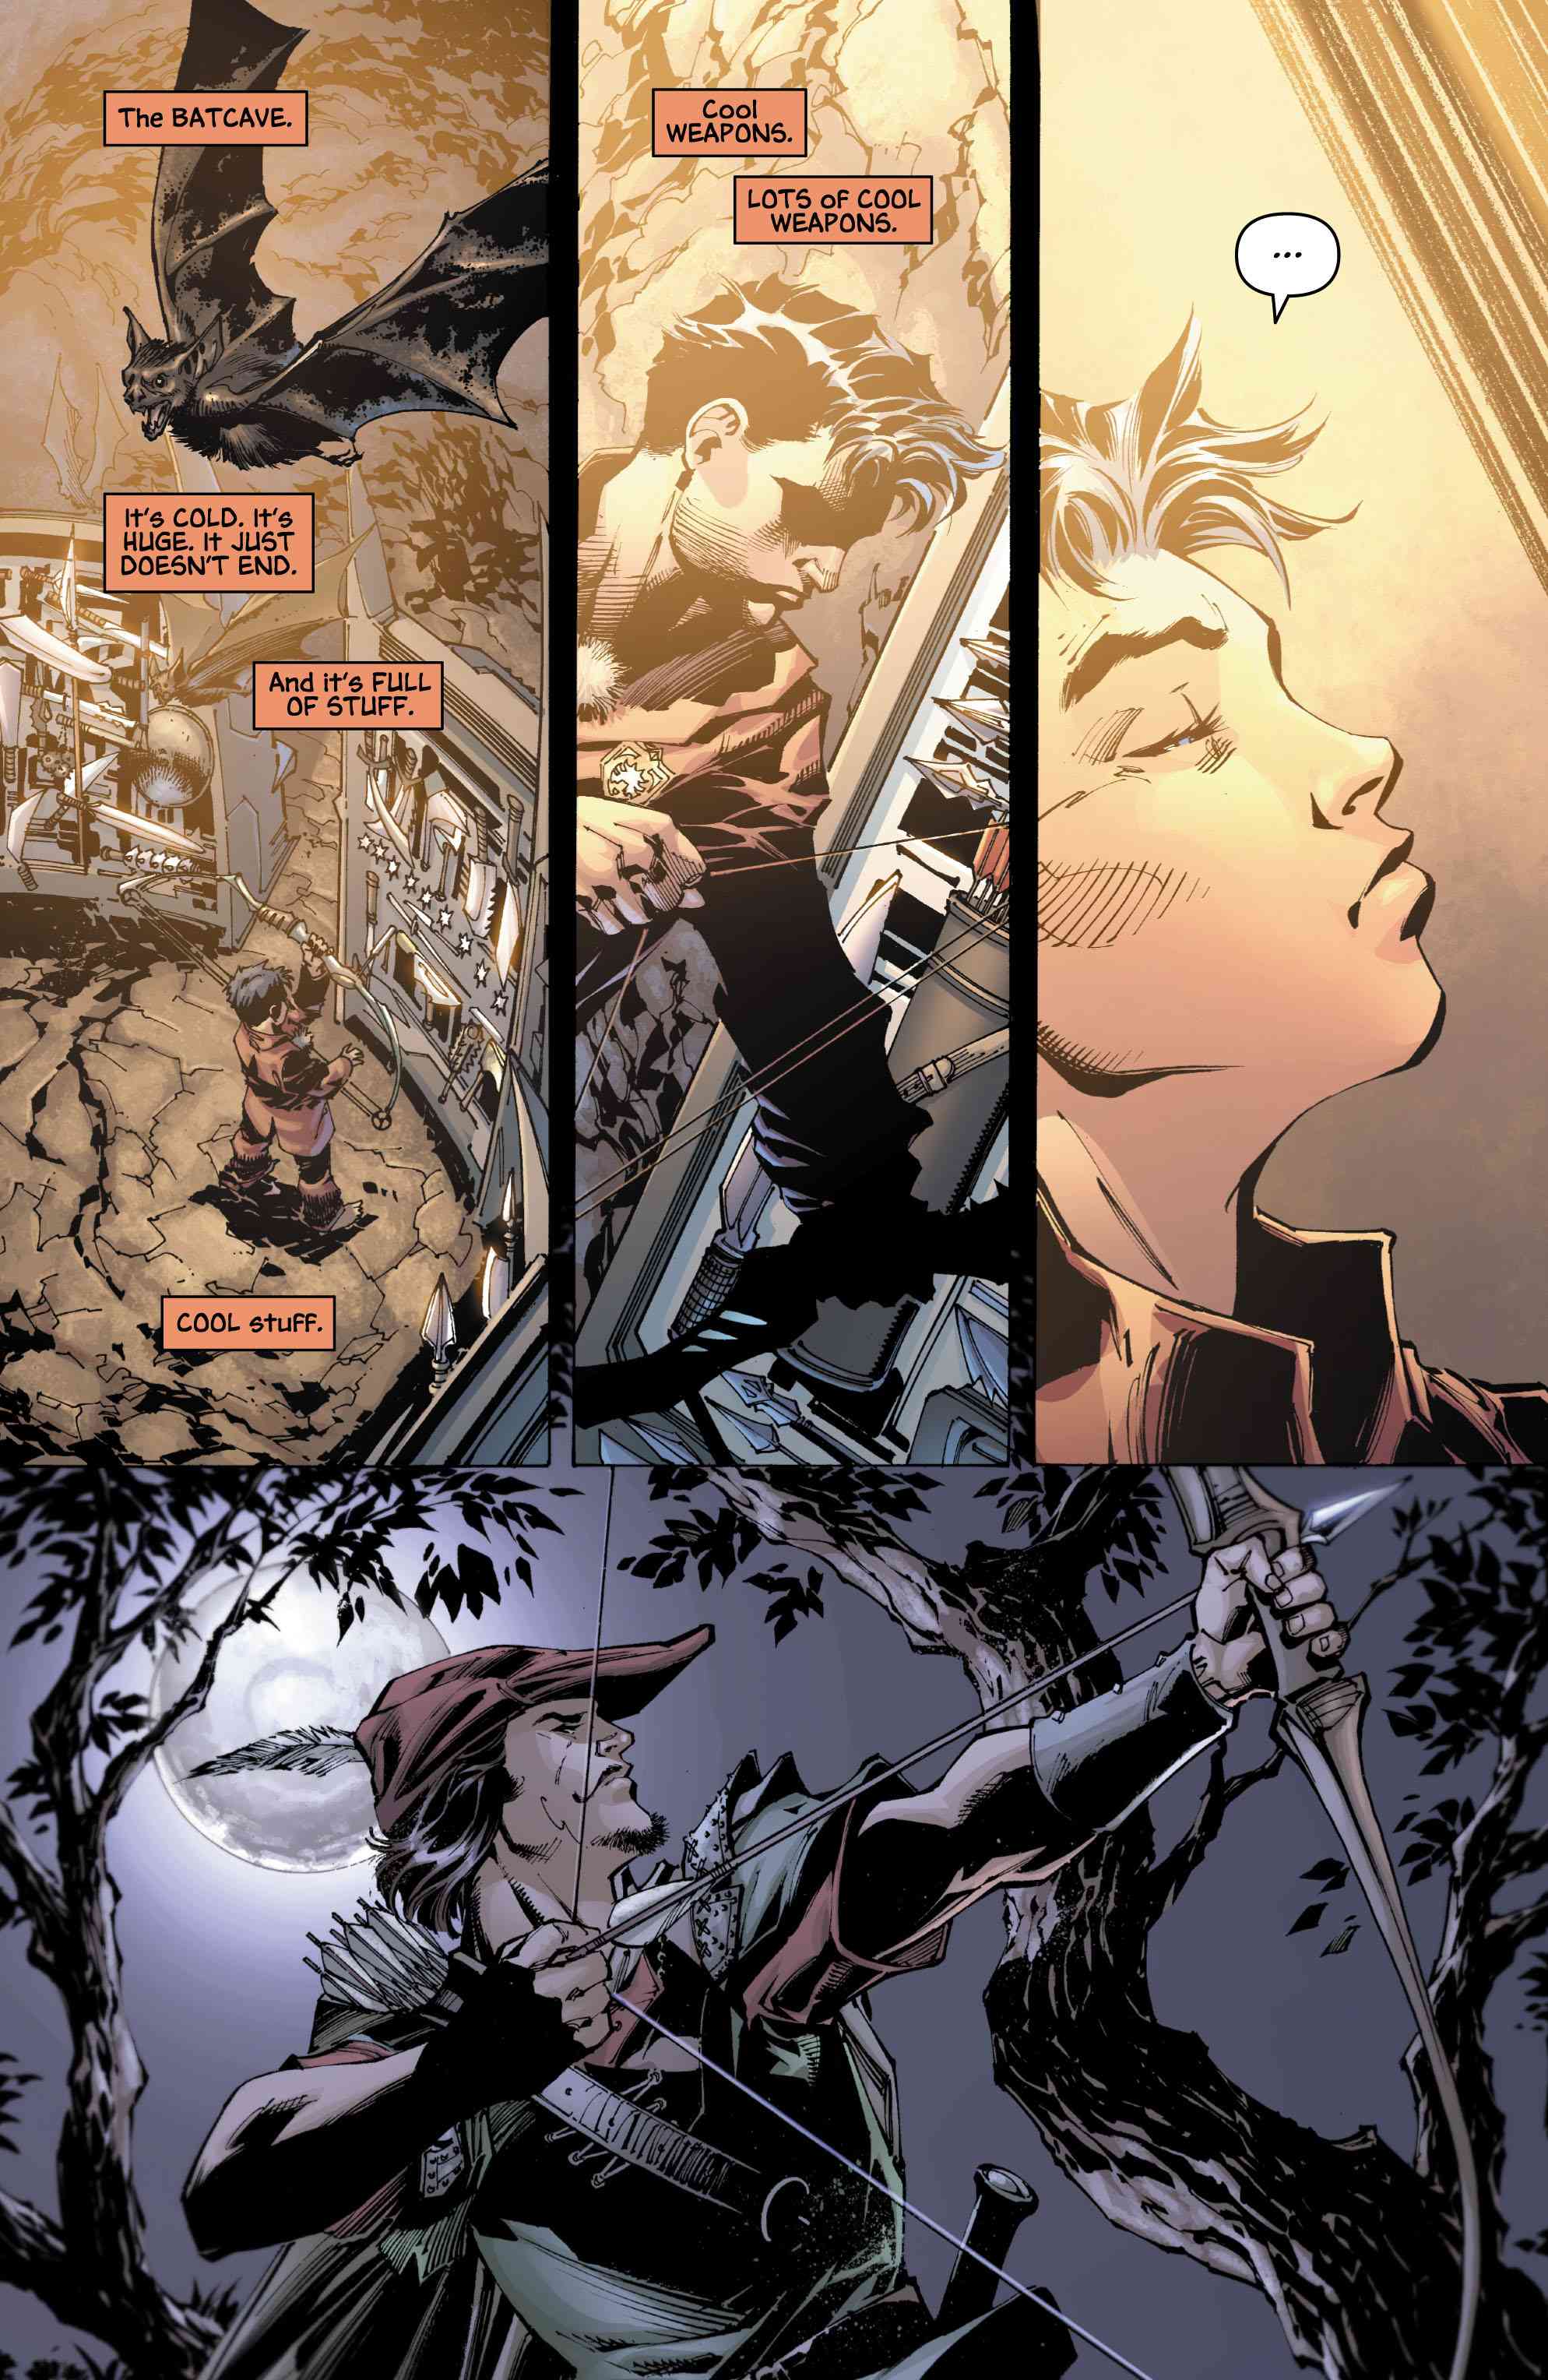 The BATCAVE.
It's COLD. It's
HUGE. It JUST
DOESN'T END.
And it's FULL
OF STUFF.
COOL stuff.
Cool
WEAPONS.
LOTS of COOL
WEAPONS.
...